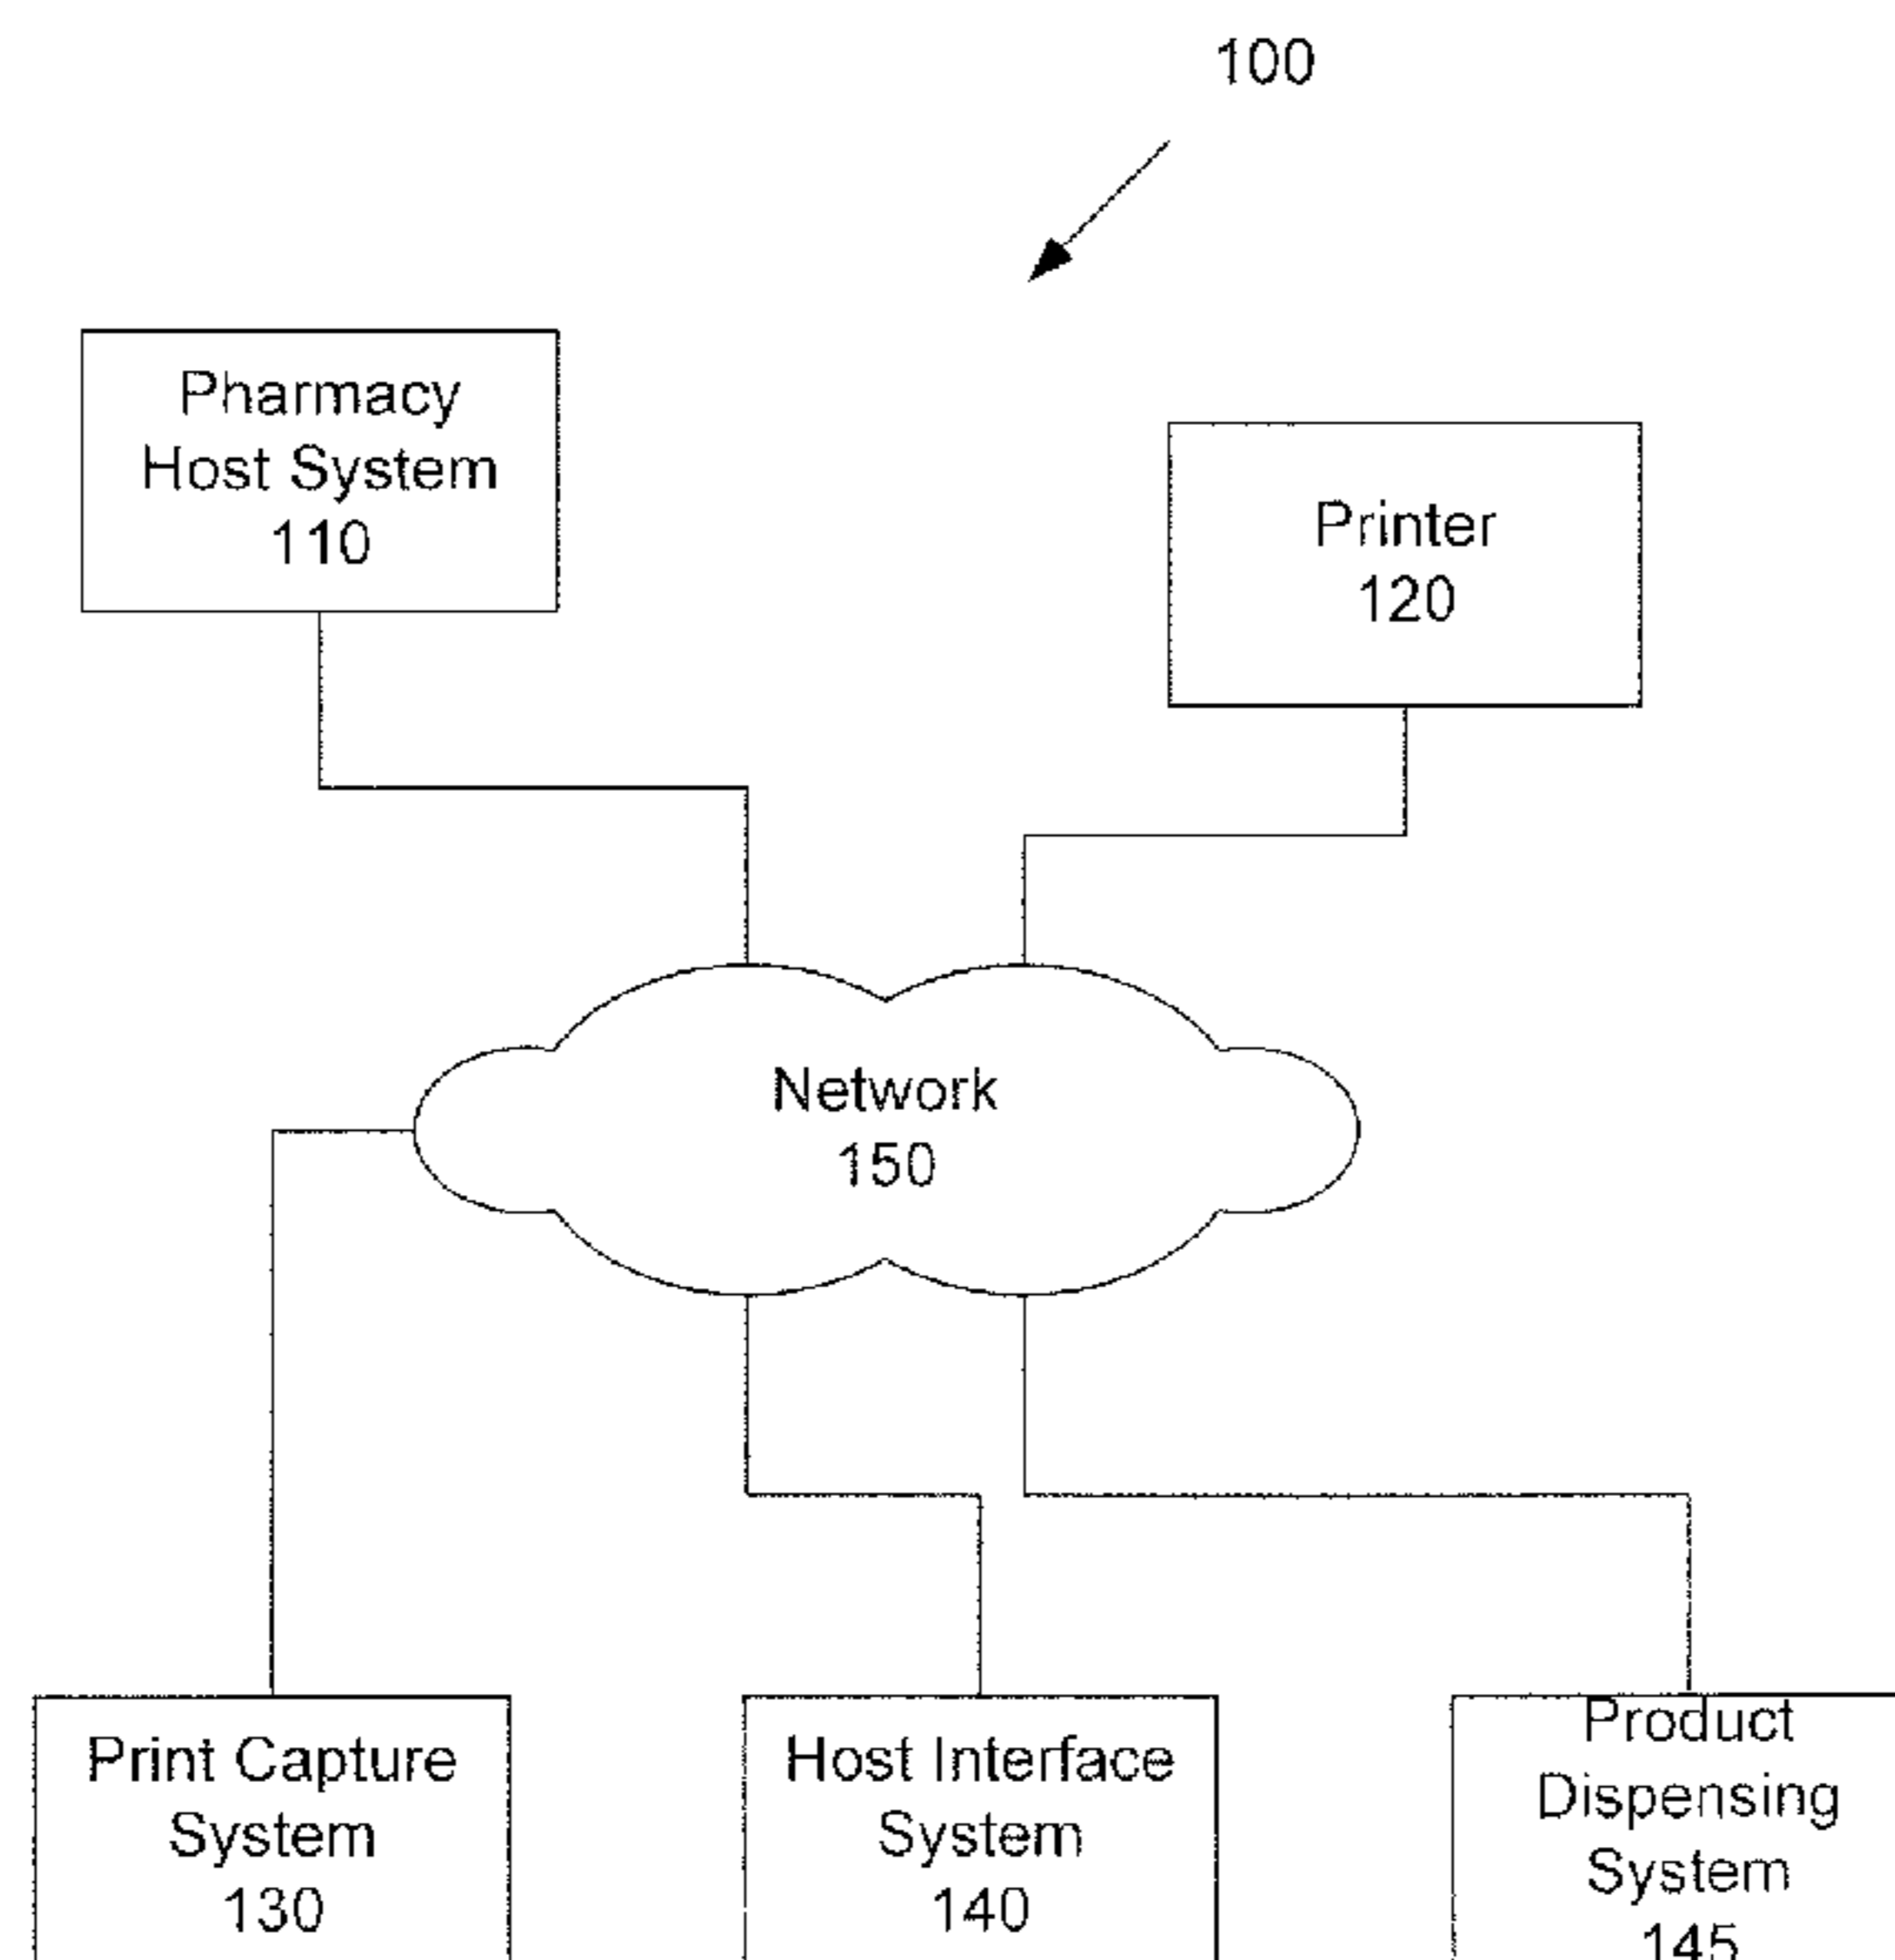 100
Pharmacy
Host System
110
Printer
120
Network
150
Print Capture
System
130
Host Interface
System
140
Product
Dispensing
System
145